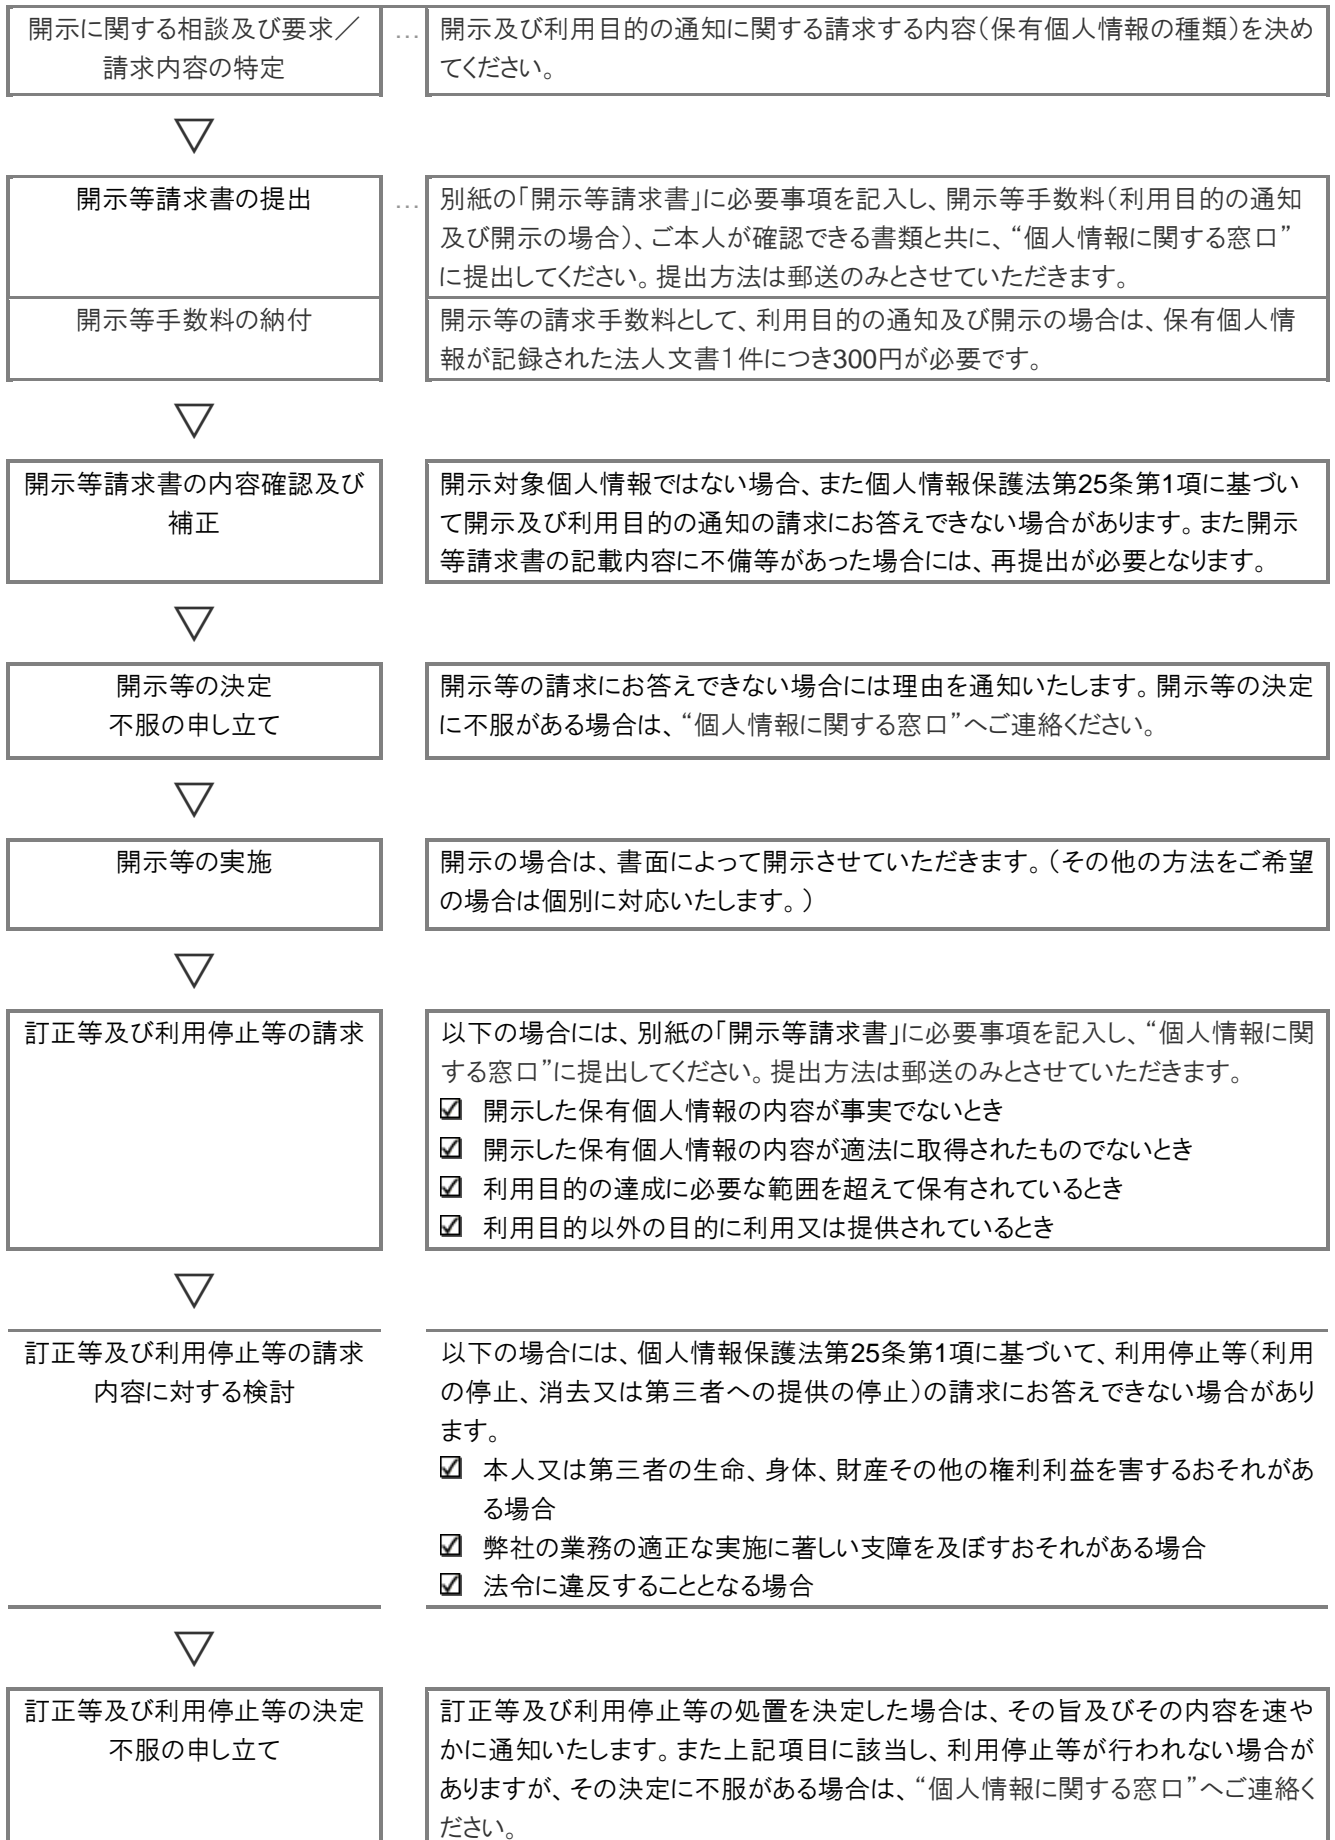 開示に関する相談及び要求／
請求内容の特定
…
開示及び利用目的の通知に関する請求する内容（保有個人情報の種類）を決め
てください。
▽
開示等請求書の提出
…
別紙の「開示等請求書」に必要事項を記入し、開示等手数料（利用目的の通知
及び開示の場合）、ご本人が確認できる書類と共に、“個人情報に関する窓口”
に提出してください。提出方法は郵送のみとさせていただきます。
開示等手数料の納付
開示等の請求手数料として、利用目的の通知及び開示の場合は、保有個人情
報が記録された法人文書１件につき300円が必要です。
▽
開示等請求書の内容確認及び
補正
開示対象個人情報ではない場合、また個人情報保護法第25条第1項に基づい
て開示及び利用目的の通知の請求にお答えできない場合があります。また開示
等請求書の記載内容に不備等があった場合には、再提出が必要となります。
▽
開示等の決定
不服の申し立て
開示等の請求にお答えできない場合には理由を通知いたします。開示等の決定
に不服がある場合は、“個人情報に関する窓口”へご連絡ください。
▽
開示等の実施
開示の場合は、書面によって開示させていただきます。（その他の方法をご希望
の場合は個別に対応いたします。）
▽
訂正等及び利用停止等の請求
以下の場合には、別紙の「開示等請求書」に必要事項を記入し、“個人情報に関
する窓口”に提出してください。提出方法は郵送のみとさせていただきます。
☑ 開示した保有個人情報の内容が事実でないとき
☑ 開示した保有個人情報の内容が適法に取得されたものでないとき
☑ 利用目的の達成に必要な範囲を超えて保有されているとき
☑ 利用目的以外の目的に利用又は提供されているとき
▽
訂正等及び利用停止等の請求
内容に対する検討
以下の場合には、個人情報保護法第25条第1項に基づいて、利用停止等（利用
の停止、消去又は第三者への提供の停止）の請求にお答えできない場合があり
ます。
☑ 本人又は第三者の生命、身体、財産その他の権利利益を害するおそれがあ
る場合
☑ 弊社の業務の適正な実施に著しい支障を及ぼすおそれがある場合
☑ 法令に違反することとなる場合
▽
訂正等及び利用停止等の決定
不服の申し立て
訂正等及び利用停止等の処置を決定した場合は、その旨及びその内容を速や
かに通知いたします。また上記項目に該当し、利用停止等が行われない場合が
ありますが、その決定に不服がある場合は、“個人情報に関する窓口”へご連絡く
ださい。